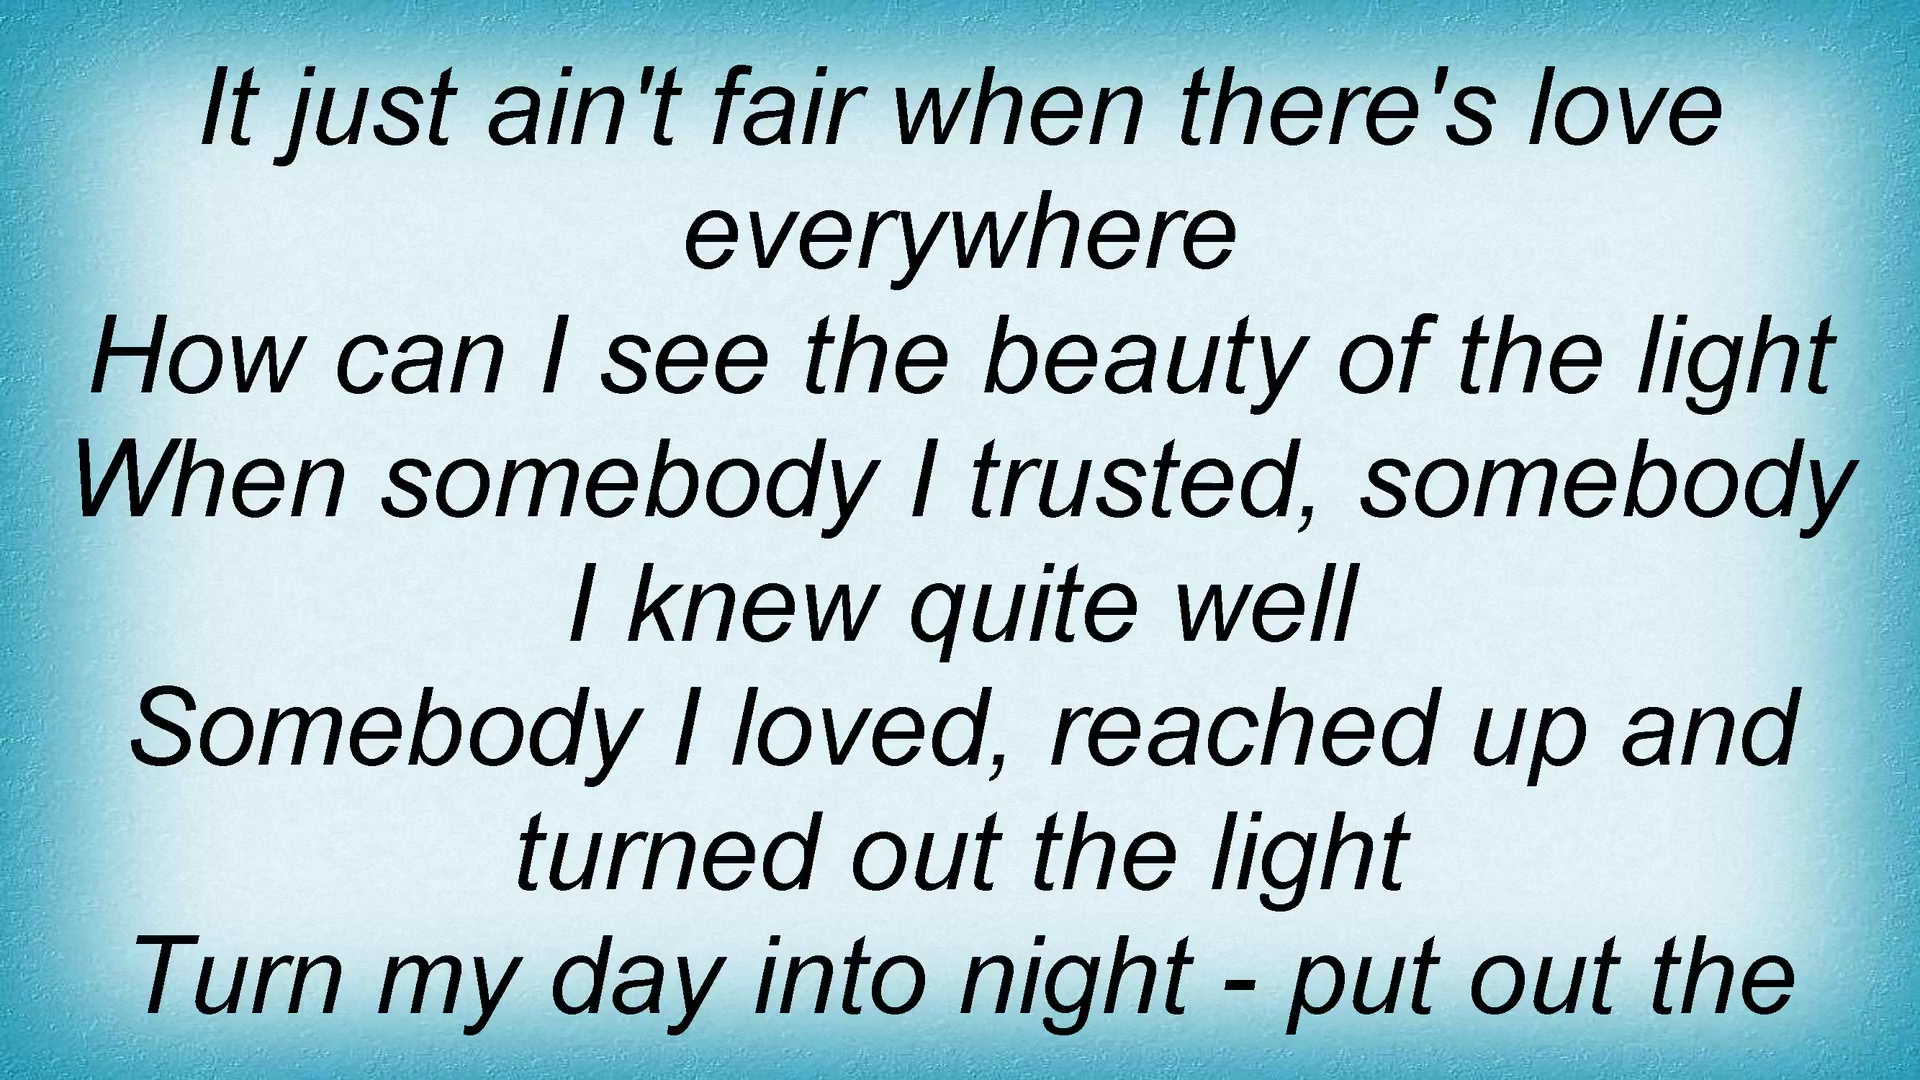 It just ain't fair when there's love
everywhere
How can I see the beauty of the light
When somebody I trusted, somebody
I knew quite well
Somebody I loved, reached up and
turned out the light
Turn my day into night - put out the